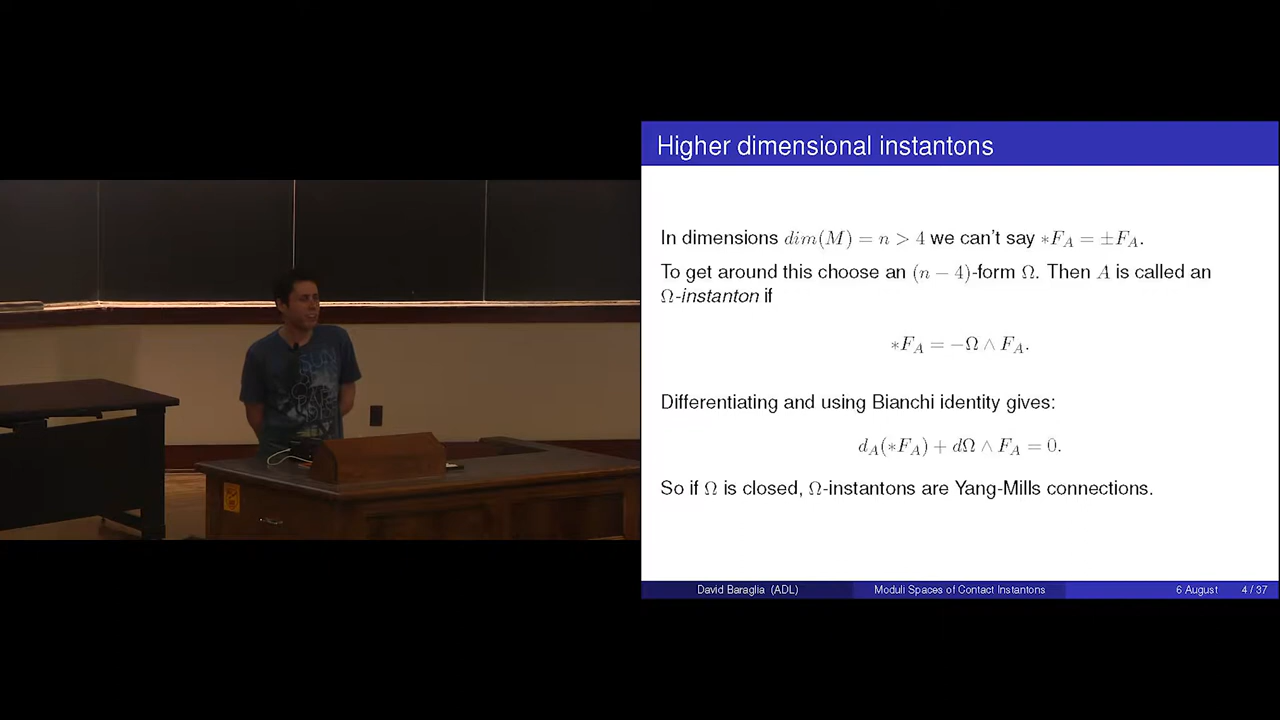 Higher dimensional instantons
In dimensions dim(M) = n > 4 we can't say ∗F_A = ±F_A.
To get around this choose an (n − 4)-form Ω. Then A is called an
Ω-instanton if
∗F_A = −Ω ∧ F_A.
Differentiating and using Bianchi identity gives:
d_A(∗F_A) + dΩ ∧ F_A = 0.
So if Ω is closed, Ω-instantons are Yang-Mills connections.
David Baraglia (ADL) Moduli Spaces of Contact Instantons 6 August 4 / 37